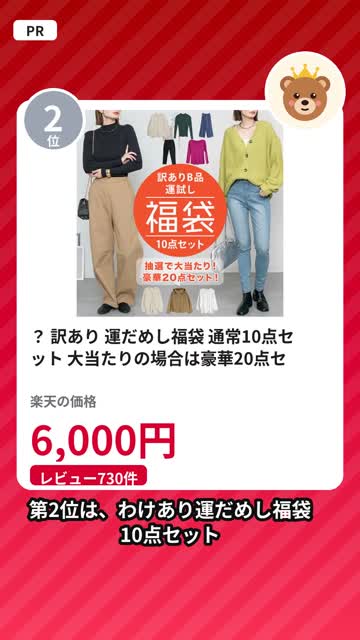 PR
2
位
訳ありB品
運試し
福袋
10点セット
抽選で大当たり!
豪華20点セット!
? 訳あり 運だめし福袋 通常10点セ
ット 大当たりの場合は豪華20点セ
楽天の価格
6,000円
レビュー730件
第2位は、わけあり運だめし福袋
10点セット